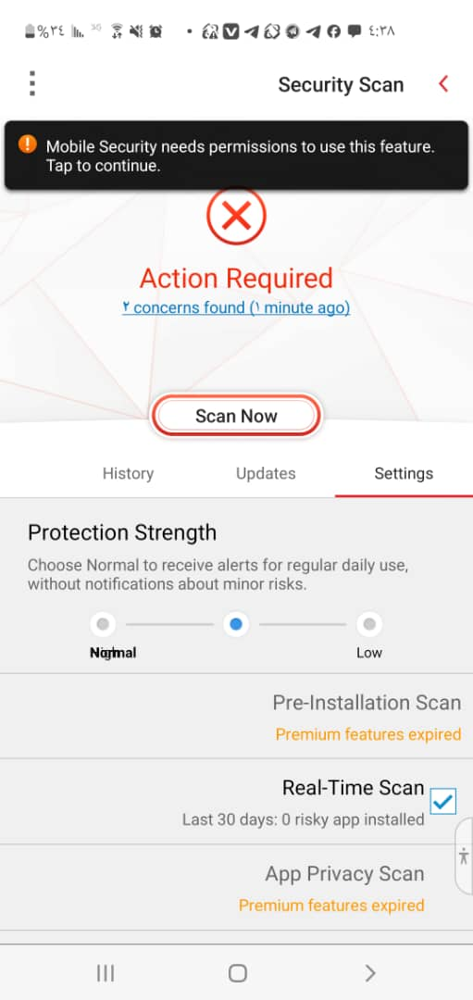 %٣٤ 3G ٤:٣٨
Security Scan
Mobile Security needs permissions to use this feature.
Tap to continue.
Action Required
٢ concerns found (١ minute ago)
Scan Now
History Updates Settings
Protection Strength
Choose Normal to receive alerts for regular daily use,
without notifications about minor risks.
High Normal Low
Pre-Installation Scan
Premium features expired
Real-Time Scan
Last 30 days: 0 risky app installed
App Privacy Scan
Premium features expired